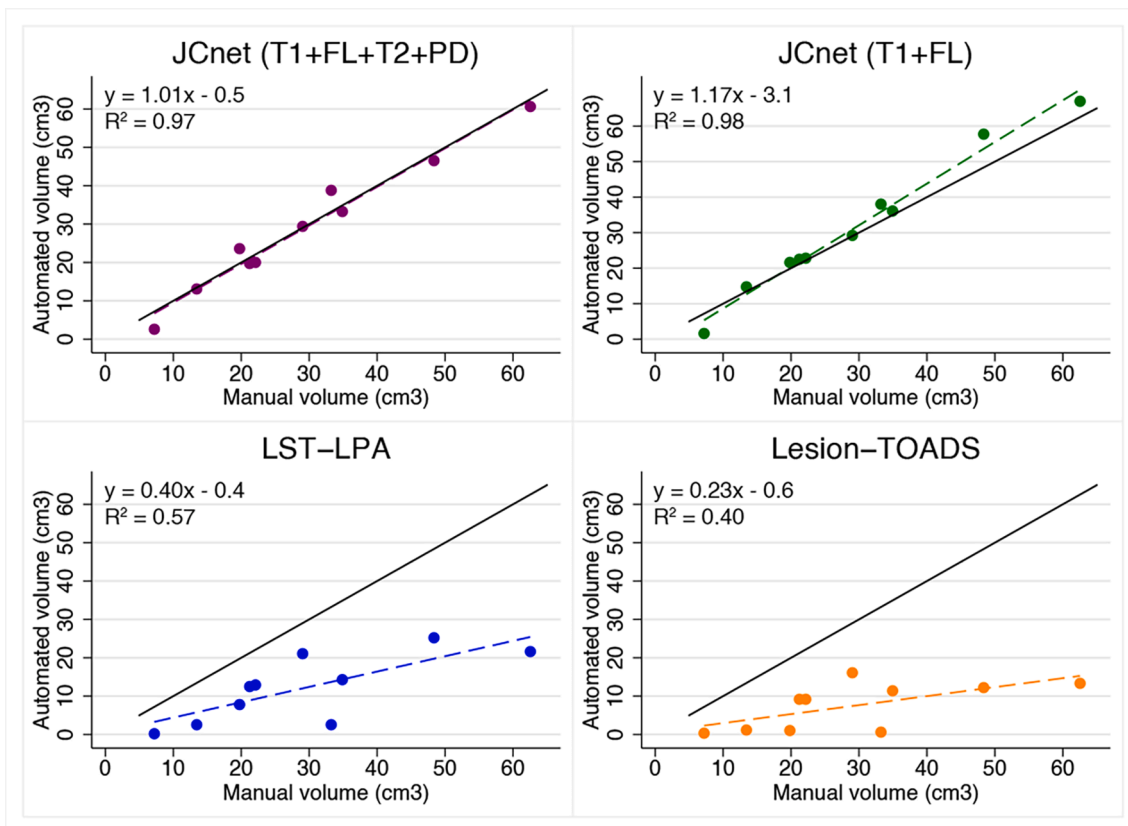 JCnet (T1+FL+T2+PD)
y = 1.01x - 0.5
R² = 0.97
Automated volume (cm3)
60
50
40
30
20
10
0
0 10 20 30 40 50 60
Manual volume (cm3)
JCnet (T1+FL)
y = 1.17x - 3.1
R² = 0.98
Automated volume (cm3)
60
50
40
30
20
10
0
0 10 20 30 40 50 60
Manual volume (cm3)
LST–LPA
y = 0.40x - 0.4
R² = 0.57
Automated volume (cm3)
60
50
40
30
20
10
0
0 10 20 30 40 50 60
Manual volume (cm3)
Lesion–TOADS
y = 0.23x - 0.6
R² = 0.40
Automated volume (cm3)
60
50
40
30
20
10
0
0 10 20 30 40 50 60
Manual volume (cm3)